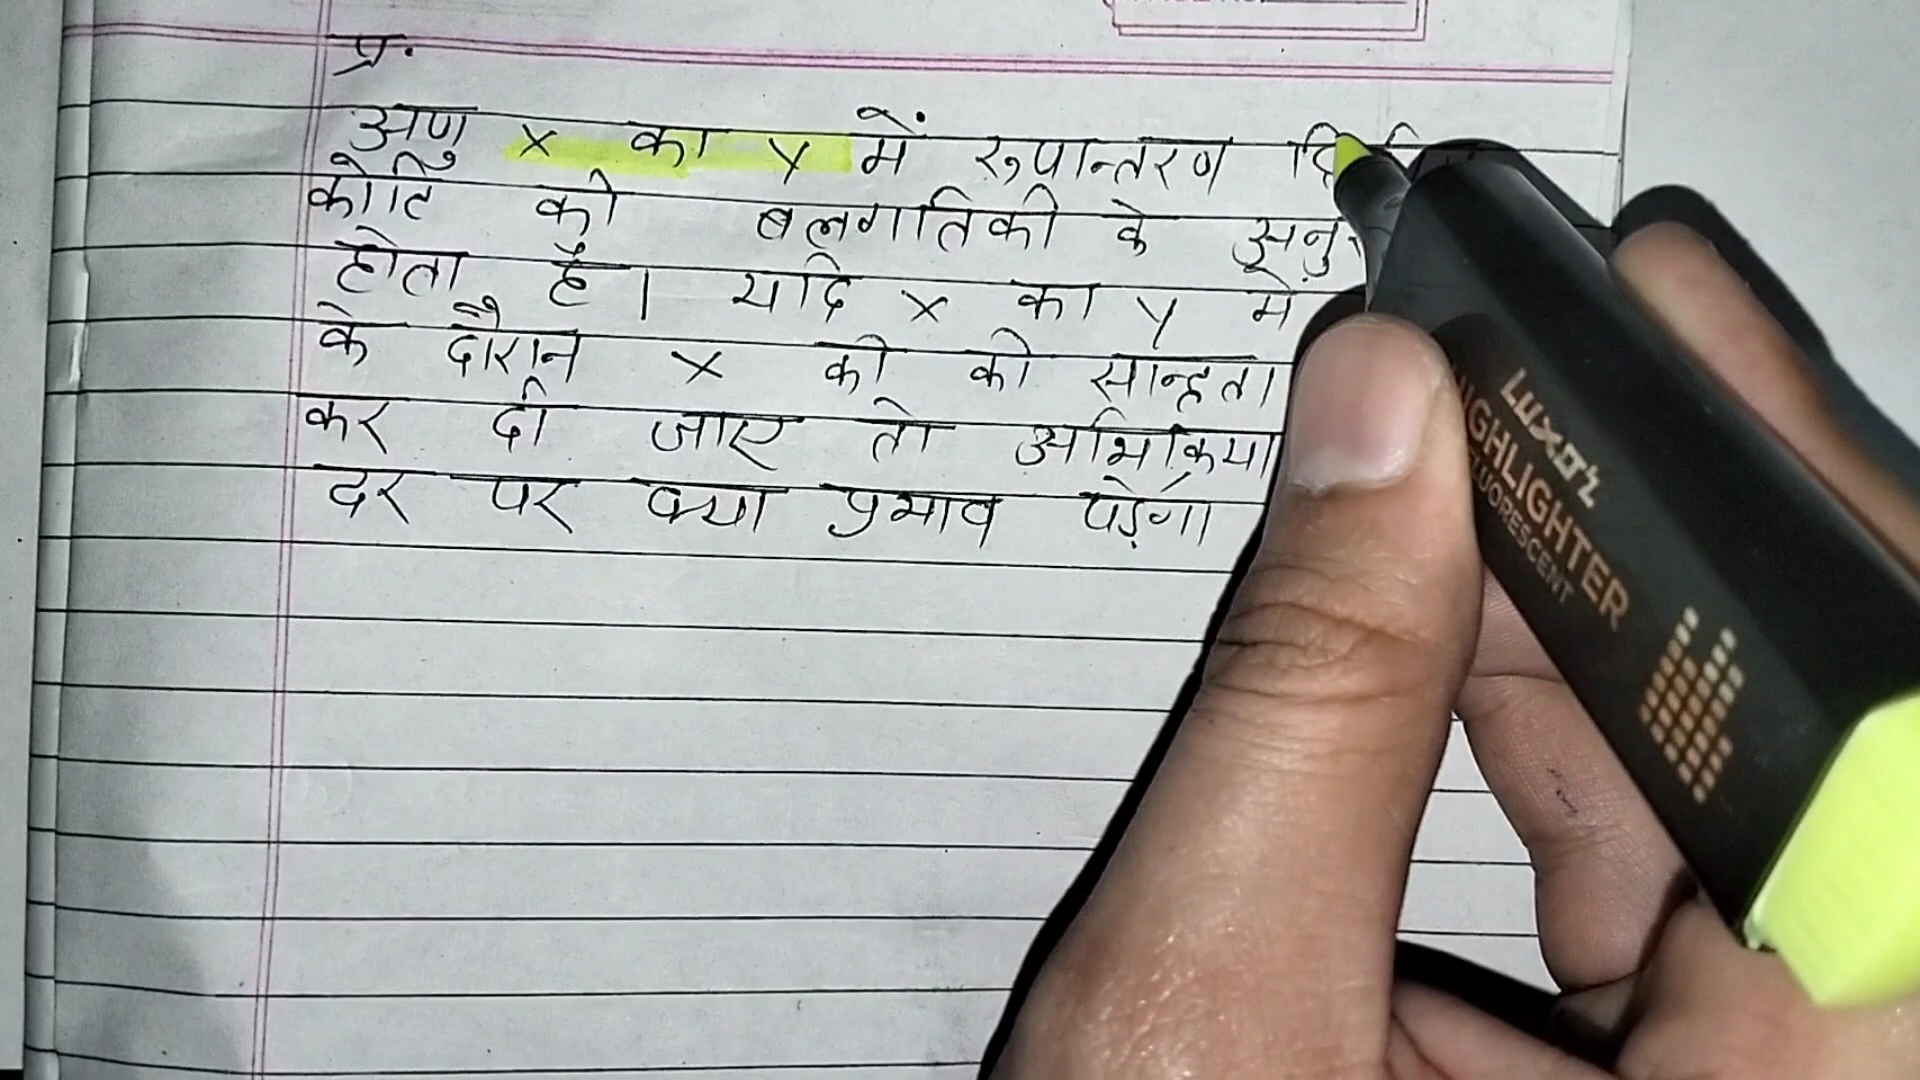 प्र.
अणु x का y में रुपान्तरण
कोटि की बलगतिकी के
होता है। यदि x का y में
के दौरान x की की सान्द्रता
कर दी जाए तो अभिक्रिया
दर पर क्या प्रभाव पड़ेगा
LUXOR
HIGHLIGHTER
FLUORESCENT